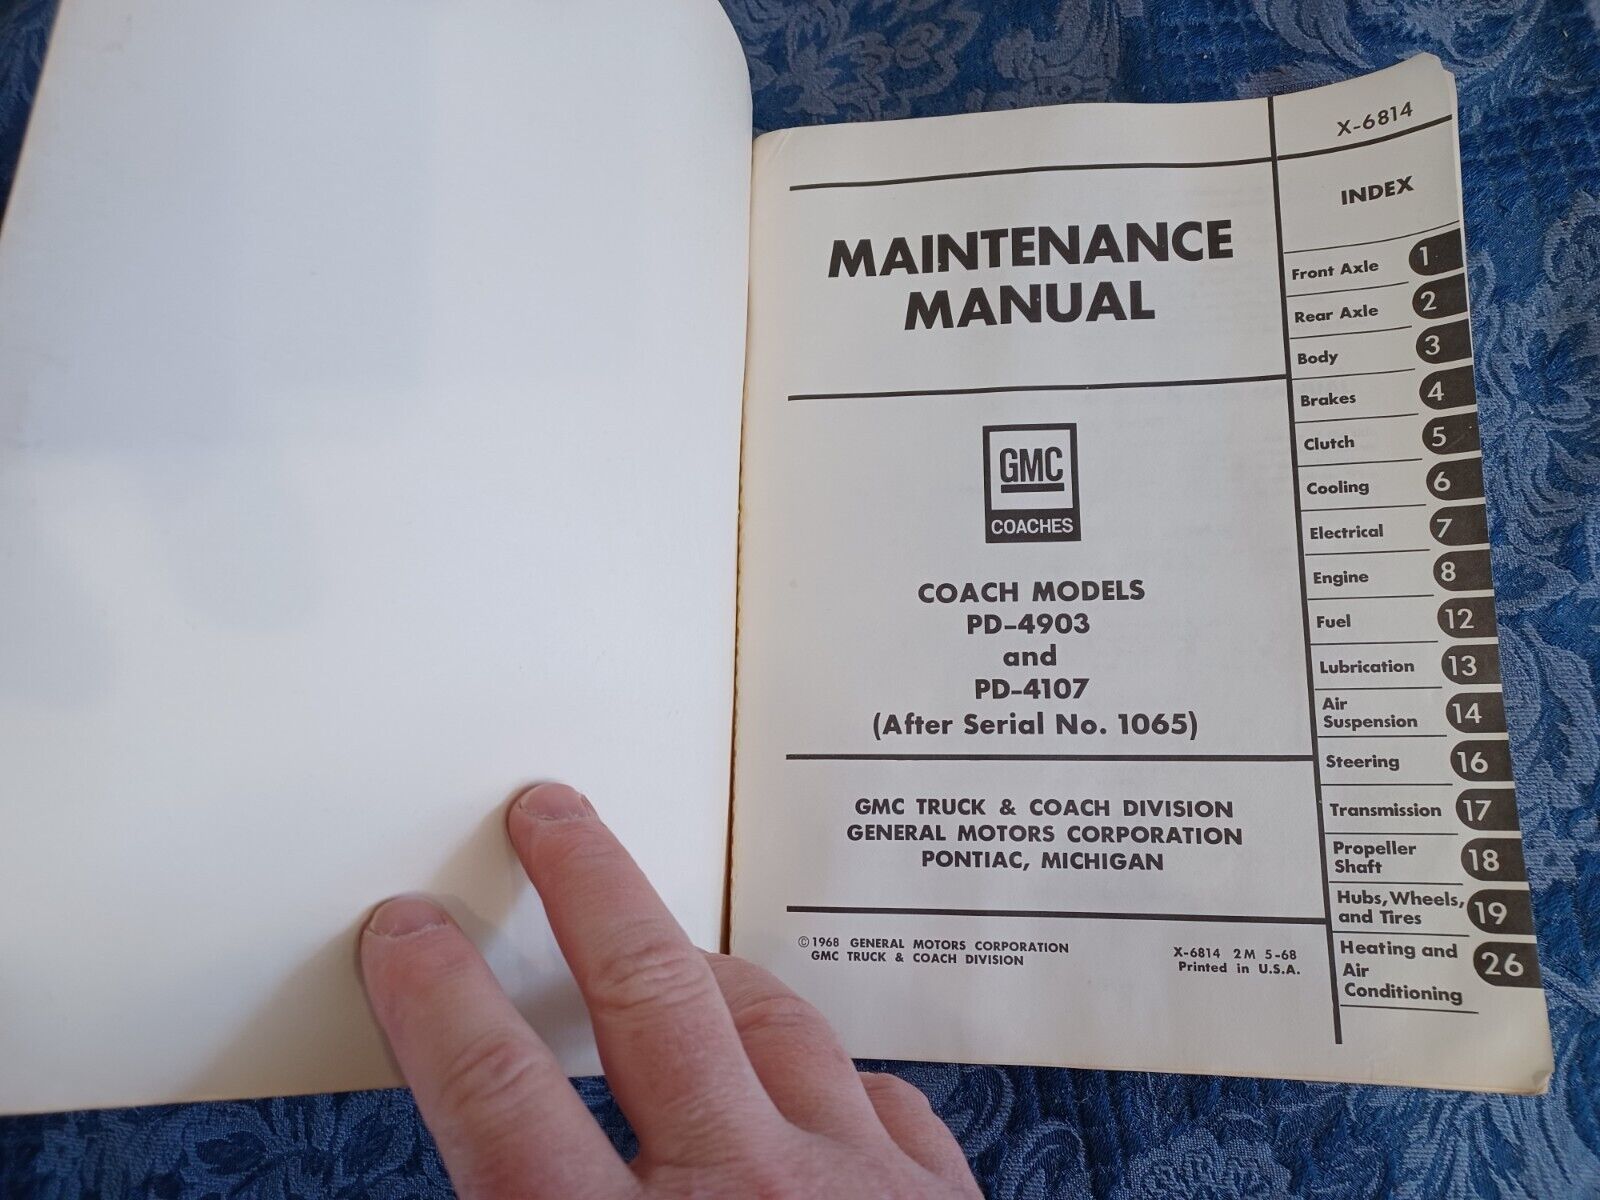 X-6814
MAINTENANCE
MANUAL
GMC
COACHES
COACH MODELS
PD-4903
and
PD-4107
(After Serial No. 1065)
GMC TRUCK & COACH DIVISION
GENERAL MOTORS CORPORATION
PONTIAC, MICHIGAN
© 1968 GENERAL MOTORS CORPORATION
GMC TRUCK & COACH DIVISION
X-6814 2M 5-68
Printed in U.S.A.
INDEX
Front Axle 1
Rear Axle 2
Body 3
Brakes 4
Clutch 5
Cooling 6
Electrical 7
Engine 8
Fuel 12
Lubrication 13
Air
Suspension 14
Steering 16
Transmission 17
Propeller
Shaft 18
Hubs, Wheels,
and Tires 19
Heating and
Air
Conditioning 26